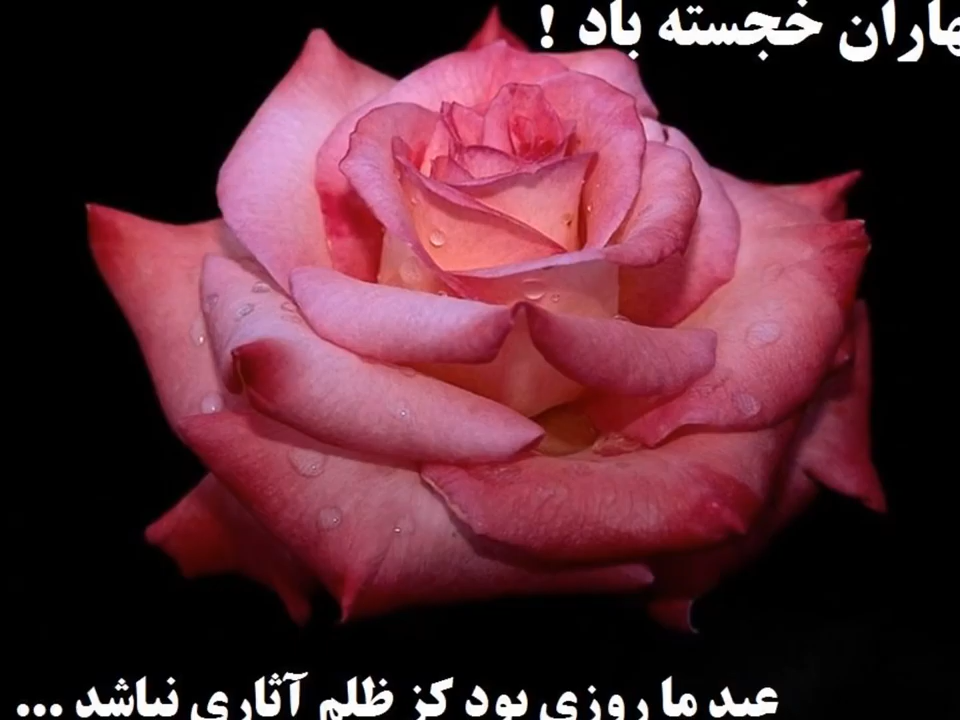 هاران خجسته باد !
عید ما روزی بود کز ظلم آثاری نباشد ...